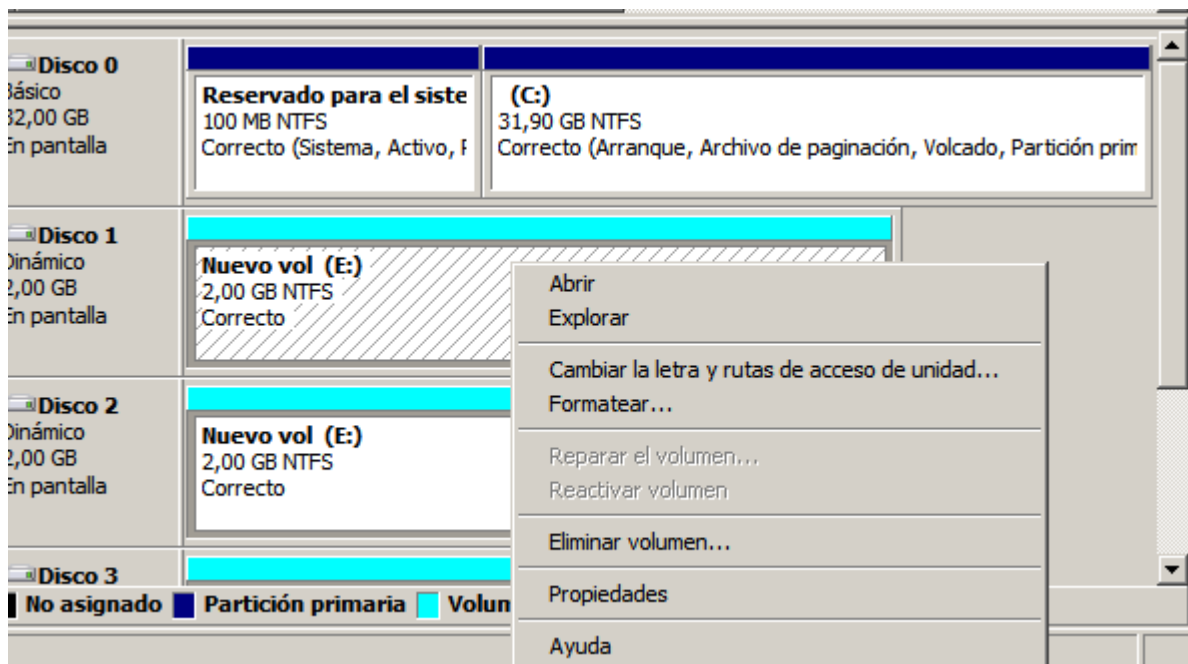 Disco 0
Básico
32,00 GB
En pantalla
Reservado para el siste
100 MB NTFS
Correcto (Sistema, Activo, P
(C:)
31,90 GB NTFS
Correcto (Arranque, Archivo de paginación, Volcado, Partición prim
Disco 1
Dinámico
2,00 GB
En pantalla
Nuevo vol (E:)
2,00 GB NTFS
Correcto
Disco 2
Dinámico
2,00 GB
En pantalla
Nuevo vol (E:)
2,00 GB NTFS
Correcto
Disco 3
Abrir
Explorar
Cambiar la letra y rutas de acceso de unidad...
Formatear...
Reparar el volumen...
Reactivar volumen
Eliminar volumen...
Propiedades
Ayuda
No asignado Partición primaria Volun